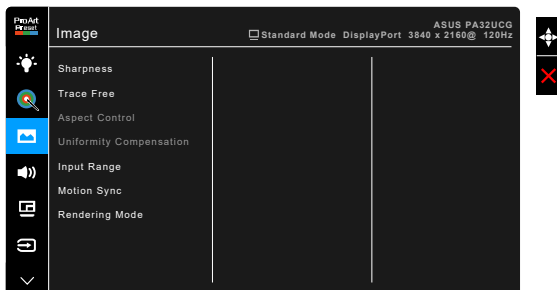 ProArt
Preset
Image
ASUS PA32UCG
Standard Mode DisplayPort 3840 x 2160@ 120Hz
Sharpness
Trace Free
Aspect Control
Uniformity Compensation
Input Range
Motion Sync
Rendering Mode